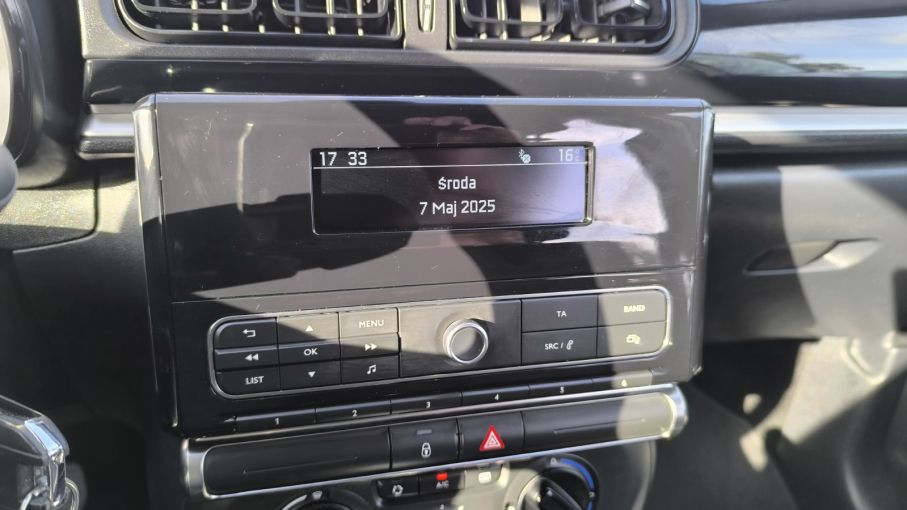 17 33 16°C
środa
7 Maj 2025
MENU
TA
BAND
OK
SRC /
LIST
1 2 3 4 5 6
A/C